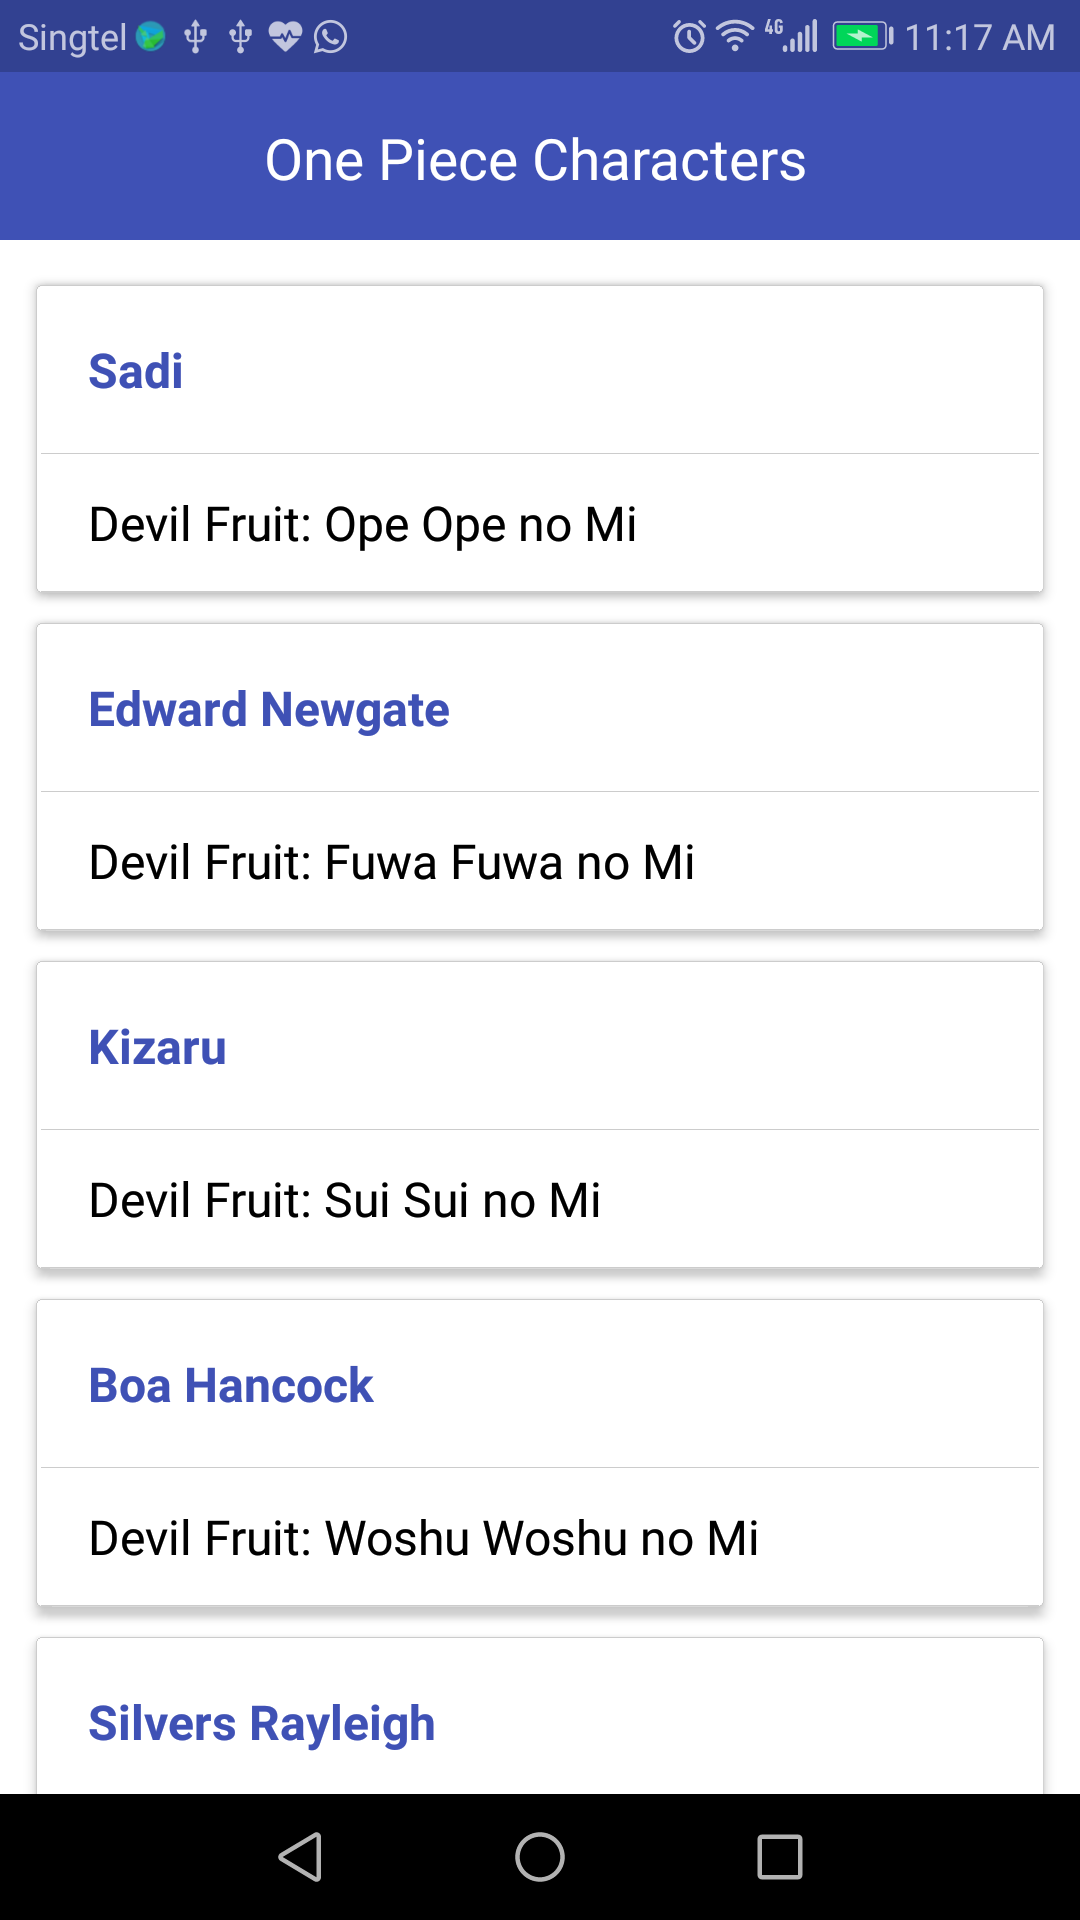 Singtel 4G 11:17 AM
One Piece Characters
Sadi
Devil Fruit: Ope Ope no Mi
Edward Newgate
Devil Fruit: Fuwa Fuwa no Mi
Kizaru
Devil Fruit: Sui Sui no Mi
Boa Hancock
Devil Fruit: Woshu Woshu no Mi
Silvers Rayleigh